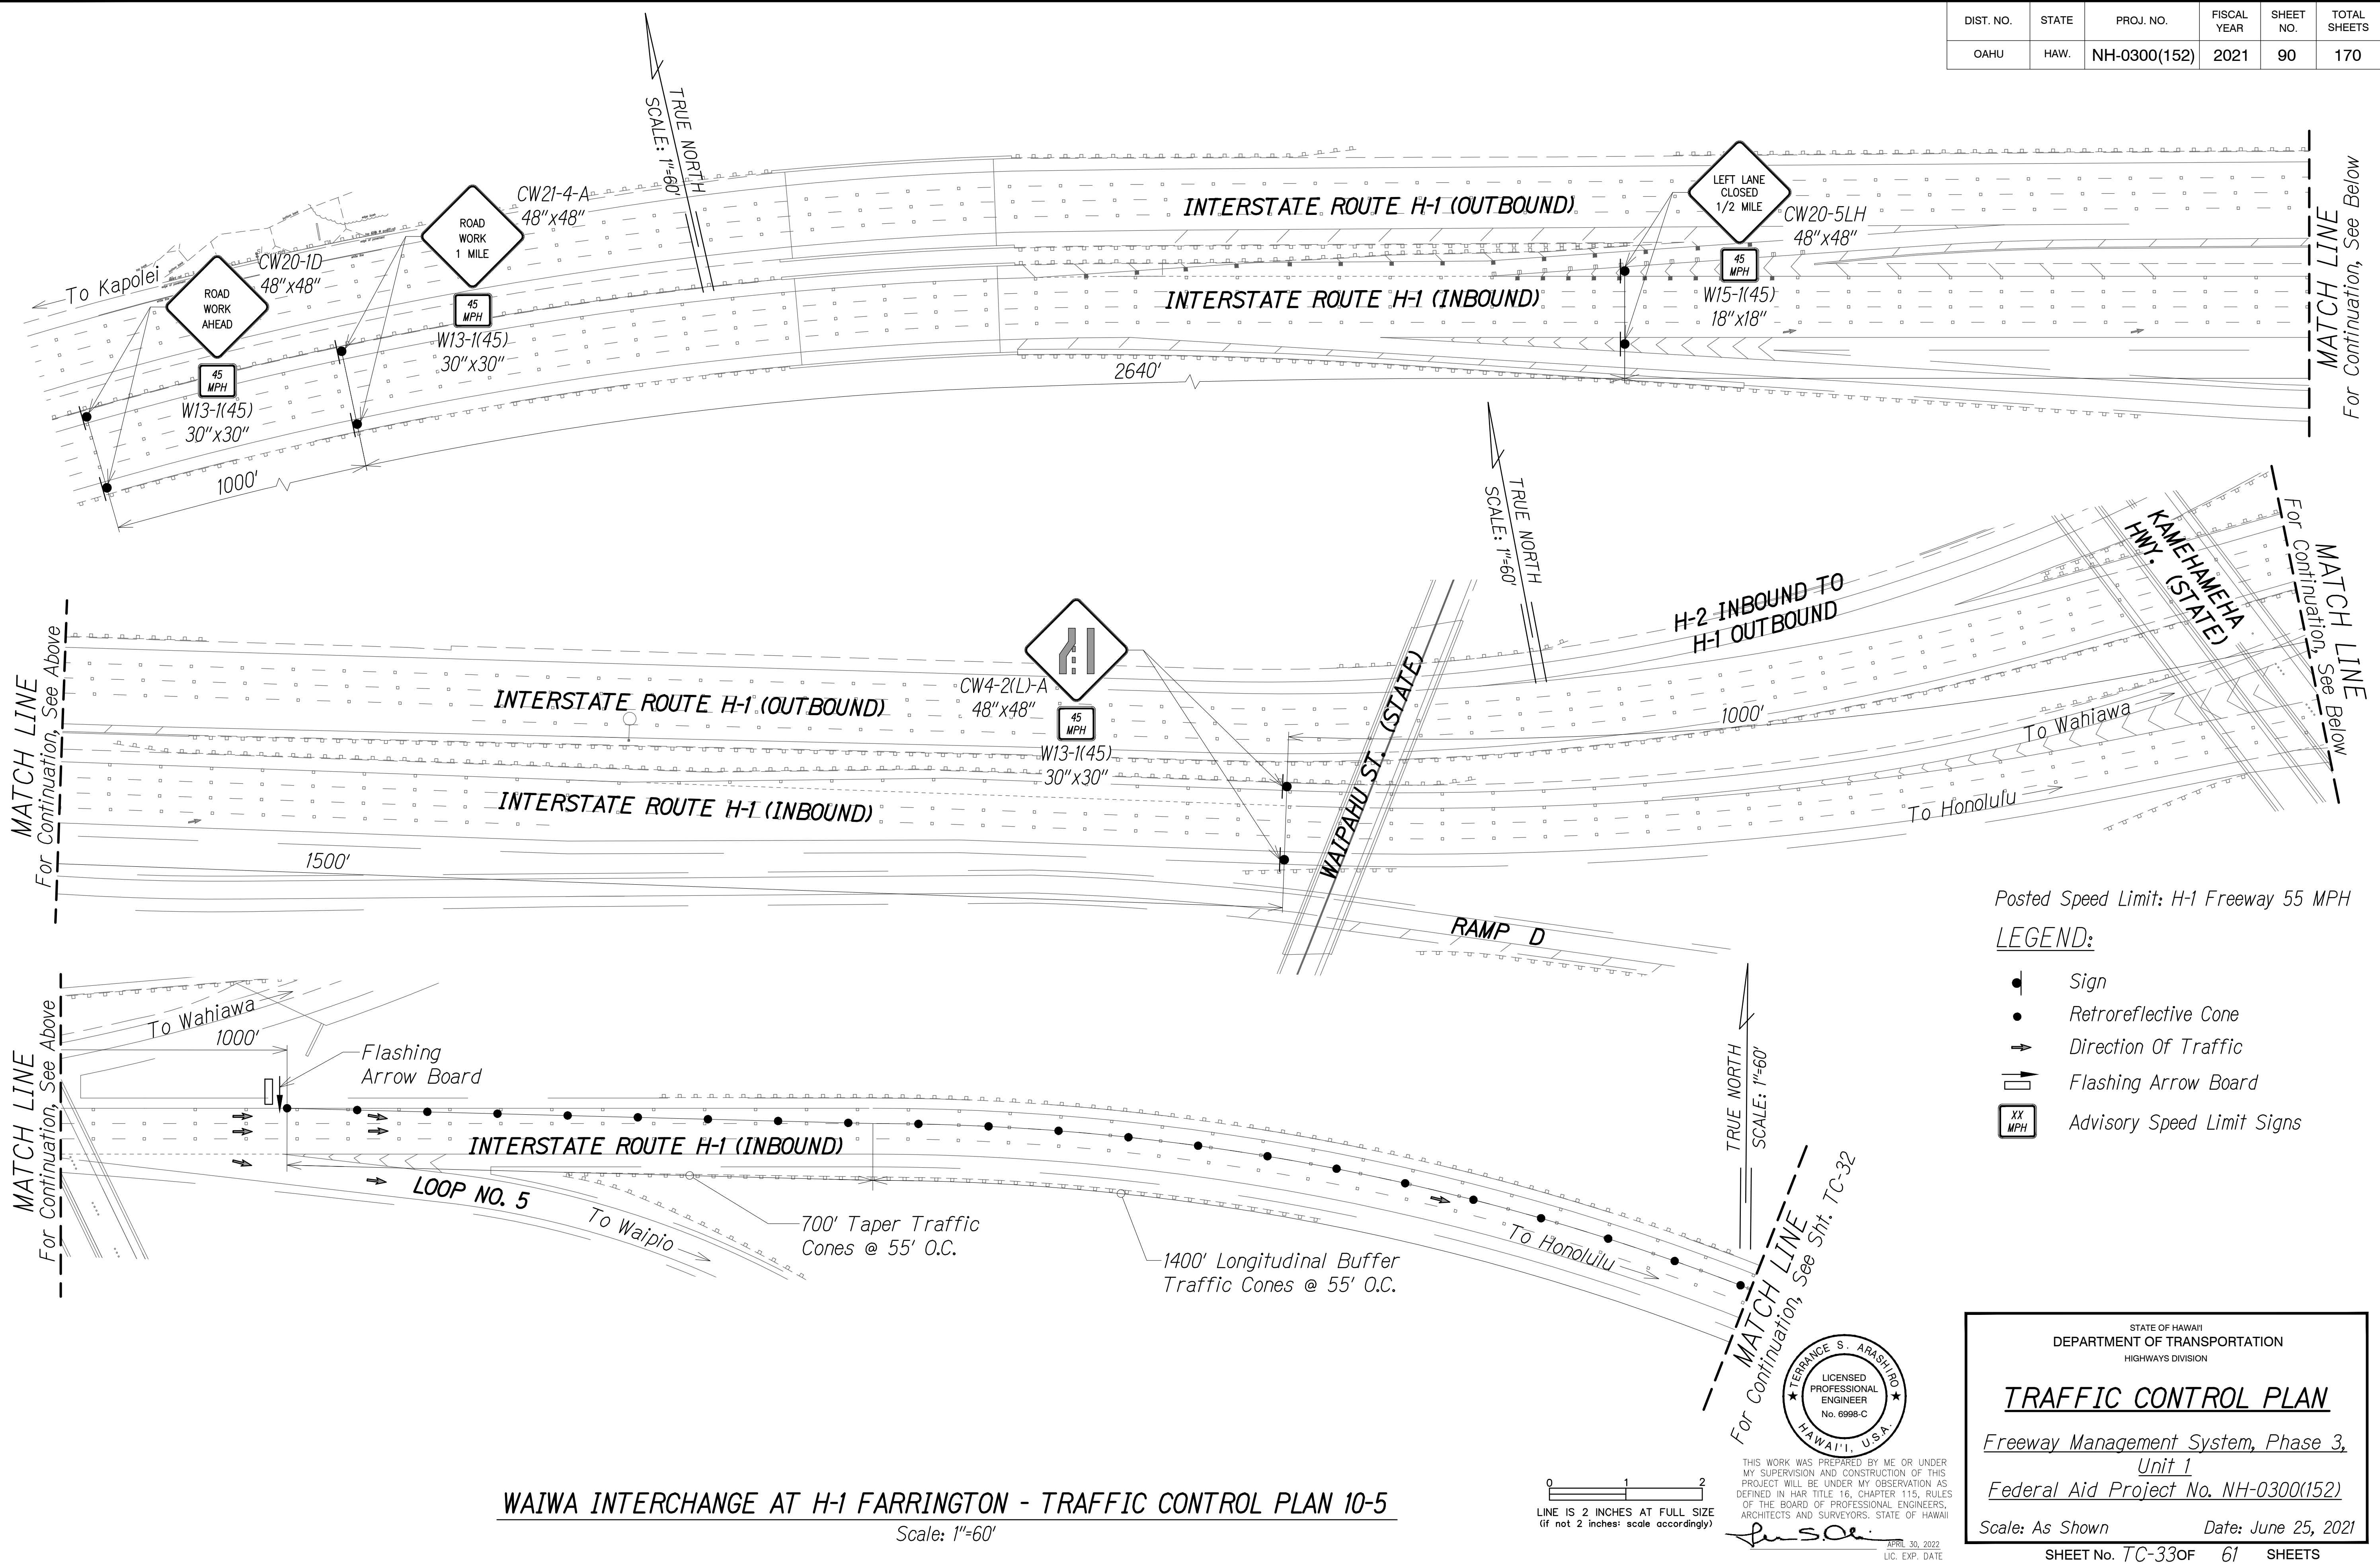 DIST. NO. STATE PROJ. NO. FISCAL YEAR SHEET NO. TOTAL SHEETS
OAHU HAW. NH-0300(152) 2021 90 170
TRUE NORTH
SCALE: 1"=60'
To Kapolei
ROAD
WORK
AHEAD
CW20-1D
48"x48"
45
MPH
W13-1(45)
30"x30"
ROAD
WORK
1 MILE
CW21-4-A
48"x48"
45
MPH
W13-1(45)
30"x30"
1000'
2640'
INTERSTATE ROUTE H-1 (OUTBOUND)
INTERSTATE ROUTE H-1 (INBOUND)
LEFT LANE
CLOSED
1/2 MILE
CW20-5LH
48"x48"
45
MPH
W15-1(45)
18"x18"
MATCH LINE
For Continuation, See Below
MATCH LINE
For Continuation, See Above
INTERSTATE ROUTE H-1 (OUTBOUND)
INTERSTATE ROUTE H-1 (INBOUND)
1500'
CW4-2(L)-A
48"x48"
45
MPH
W13-1(45)
30"x30"
WAIPAHU ST. (STATE)
TRUE NORTH
SCALE: 1"=60'
H-2 INBOUND TO
H-1 OUTBOUND
1000'
To Wahiawa
To Honolulu
KAMEHAMEHA
HWY. (STATE)
RAMP D
MATCH LINE
For Continuation, See Below
MATCH LINE
For Continuation, See Above
To Wahiawa
1000'
Flashing
Arrow Board
INTERSTATE ROUTE H-1 (INBOUND)
LOOP NO. 5
To Waipio
700' Taper Traffic
Cones @ 55' O.C.
1400' Longitudinal Buffer
Traffic Cones @ 55' O.C.
To Honolulu
TRUE NORTH
SCALE: 1"=60'
MATCH LINE
For Continuation, See Sht. TC-32
Posted Speed Limit: H-1 Freeway 55 MPH
LEGEND:
Sign
Retroreflective Cone
Direction Of Traffic
Flashing Arrow Board
XX
MPH
Advisory Speed Limit Signs
WAIWA INTERCHANGE AT H-1 FARRINGTON - TRAFFIC CONTROL PLAN 10-5
Scale: 1"=60'
0 1 2
LINE IS 2 INCHES AT FULL SIZE
(if not 2 inches: scale accordingly)
TERRANCE S. ARASHIRO
LICENSED
PROFESSIONAL
ENGINEER
No. 6998-C
HAWAI'I, U.S.A.
THIS WORK WAS PREPARED BY ME OR UNDER
MY SUPERVISION AND CONSTRUCTION OF THIS
PROJECT WILL BE UNDER MY OBSERVATION AS
DEFINED IN HAR TITLE 16, CHAPTER 115, RULES
OF THE BOARD OF PROFESSIONAL ENGINEERS,
ARCHITECTS AND SURVEYORS. STATE OF HAWAII
APRIL 30, 2022
LIC. EXP. DATE
STATE OF HAWAI'I
DEPARTMENT OF TRANSPORTATION
HIGHWAYS DIVISION
TRAFFIC CONTROL PLAN
Freeway Management System, Phase 3,
Unit 1
Federal Aid Project No. NH-0300(152)
Scale: As Shown Date: June 25, 2021
SHEET No. TC-33 OF 61 SHEETS